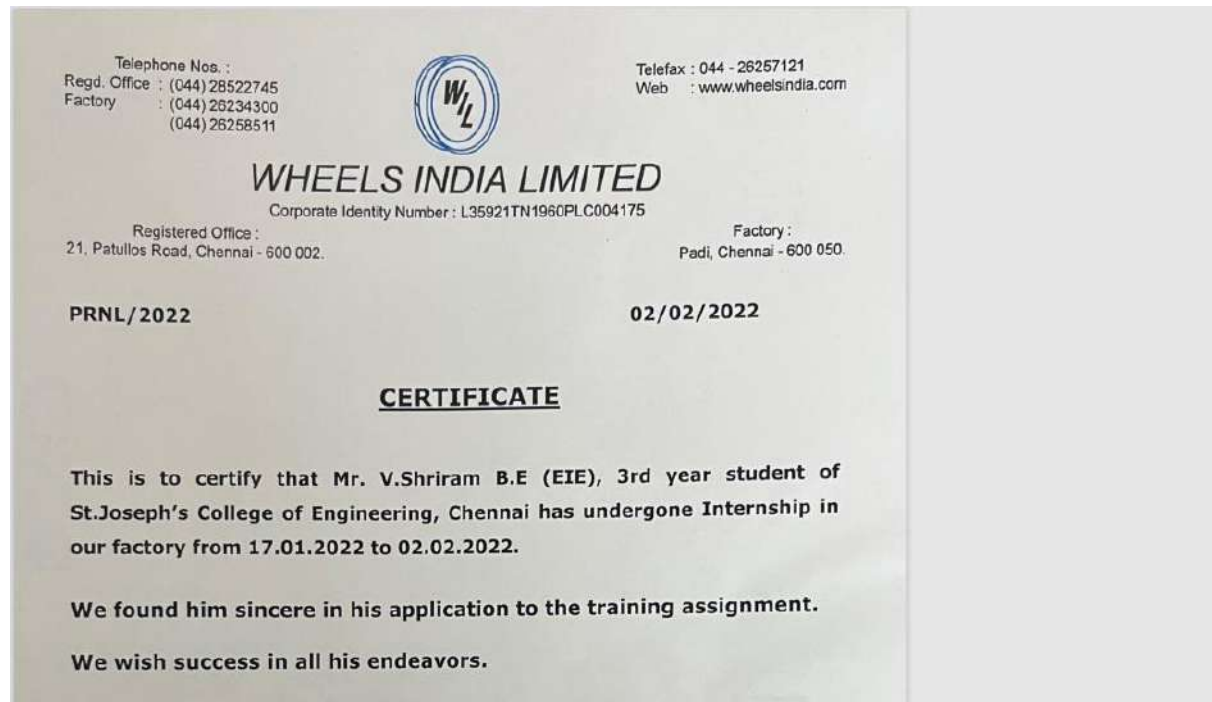 Telephone Nos. :
Regd. Office : (044) 28522745
Factory : (044) 26234300
(044) 26258511
WIL
Telefax : 044 - 26257121
Web : www.wheelsindia.com
WHEELS INDIA LIMITED
Corporate Identity Number : L35921TN1960PLC004175
Registered Office :
21, Patullos Road, Chennai - 600 002.
Factory :
Padi, Chennai - 600 050.
PRNL/2022
02/02/2022
CERTIFICATE
This is to certify that Mr. V.Shriram B.E (EIE), 3rd year student of
St.Joseph's College of Engineering, Chennai has undergone Internship in
our factory from 17.01.2022 to 02.02.2022.
We found him sincere in his application to the training assignment.
We wish success in all his endeavors.